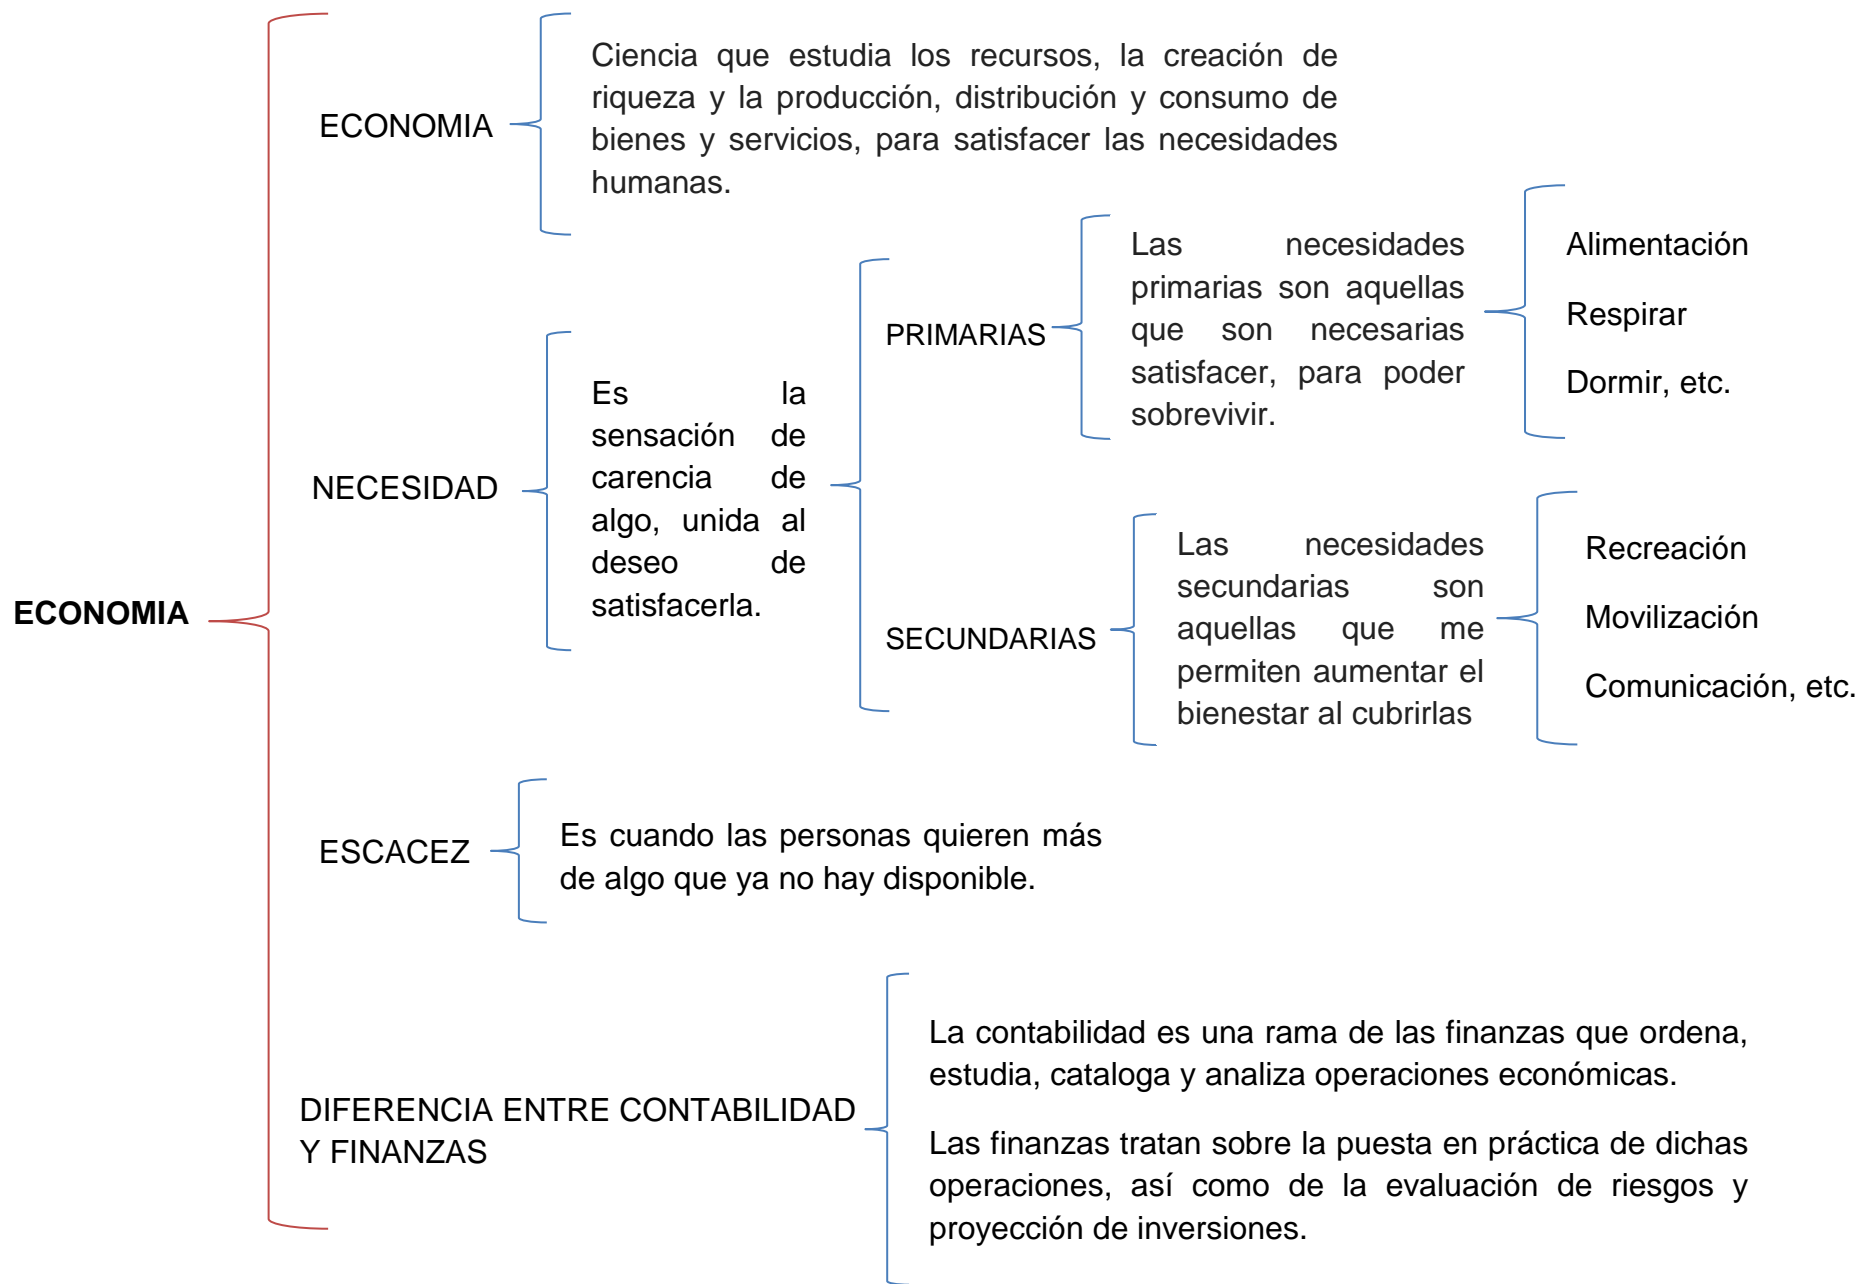 ECONOMIA
ECONOMIA
Ciencia que estudia los recursos, la creación de
riqueza y la producción, distribución y consumo de
bienes y servicios, para satisfacer las necesidades
humanas.
NECESIDAD
Es la
sensación de
carencia de
algo, unida al
deseo de
satisfacerla.
PRIMARIAS
Las necesidades
primarias son aquellas
que son necesarias
satisfacer, para poder
sobrevivir.
Alimentación
Respirar
Dormir, etc.
SECUNDARIAS
Las necesidades
secundarias son
aquellas que me
permiten aumentar el
bienestar al cubrirlas
Recreación
Movilización
Comunicación, etc.
ESCACEZ
Es cuando las personas quieren más
de algo que ya no hay disponible.
DIFERENCIA ENTRE CONTABILIDAD
Y FINANZAS
La contabilidad es una rama de las finanzas que ordena,
estudia, cataloga y analiza operaciones económicas.
Las finanzas tratan sobre la puesta en práctica de dichas
operaciones, así como de la evaluación de riesgos y
proyección de inversiones.